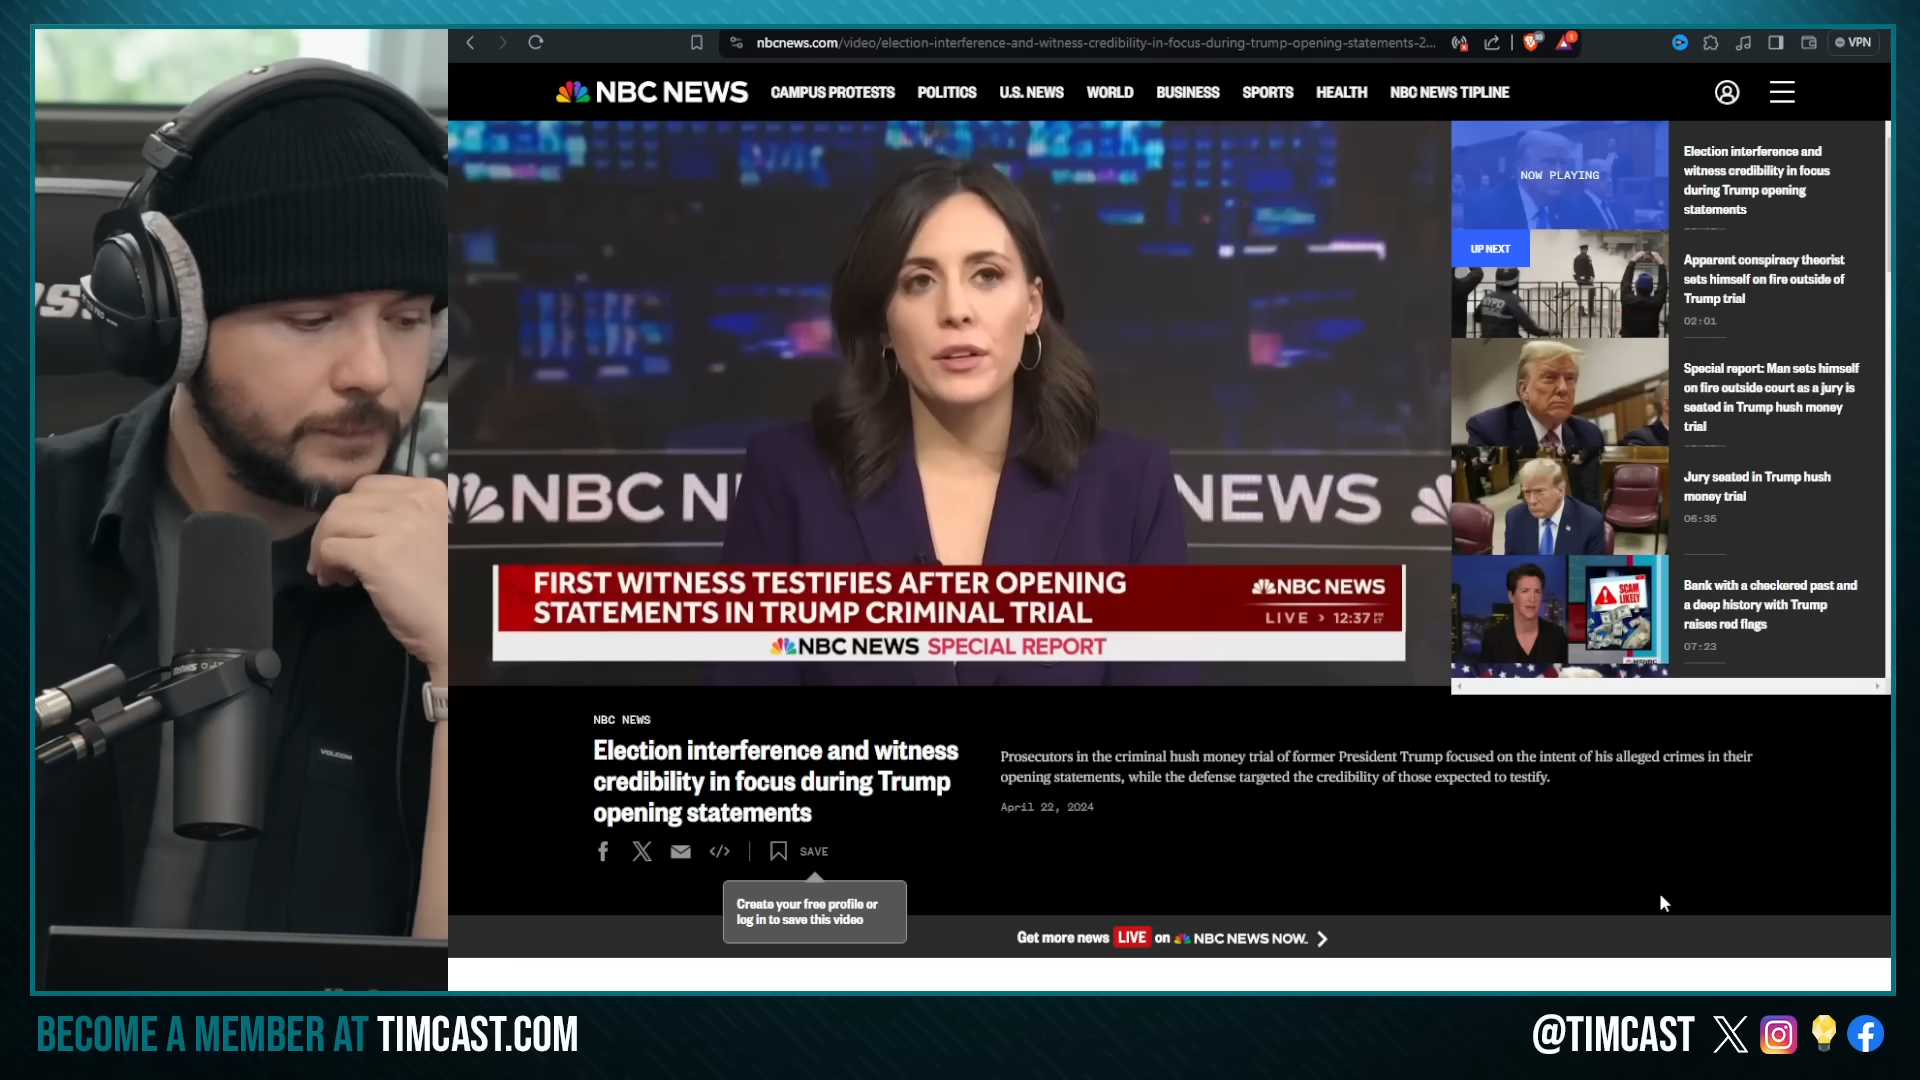 nbcnews.com/video/election-interference-and-witness-credibility-in-focus-during-trump-opening-statements-2...
VPN
NBC NEWS
CAMPUS PROTESTS
POLITICS
U.S. NEWS
WORLD
BUSINESS
SPORTS
HEALTH
NBC NEWS TIPLINE
NOW PLAYING
Election interference and
witness credibility in focus
during Trump opening
statements
UP NEXT
Apparent conspiracy theorist
sets himself on fire outside of
Trump trial
02:01
Special report: Man sets himself
on fire outside court as a jury is
seated in Trump hush money
trial
Jury seated in Trump hush
money trial
06:35
SCAM
LIKELY
Bank with a checkered past and
a deep history with Trump
raises red flags
07:23
NBC N
NEWS
FIRST WITNESS TESTIFIES AFTER OPENING
STATEMENTS IN TRUMP CRIMINAL TRIAL
NBC NEWS
LIVE > 12:37 PM ET
NBC NEWS SPECIAL REPORT
NBC NEWS
Election interference and witness
credibility in focus during Trump
opening statements
Prosecutors in the criminal hush money trial of former President Trump focused on the intent of his alleged crimes in their
opening statements, while the defense targeted the credibility of those expected to testify.
April 22, 2024
SAVE
Create your free profile or
log in to save this video
Get more news LIVE on NBC NEWS NOW.
VOLCOM
BECOME A MEMBER AT TIMCAST.COM
@TIMCAST